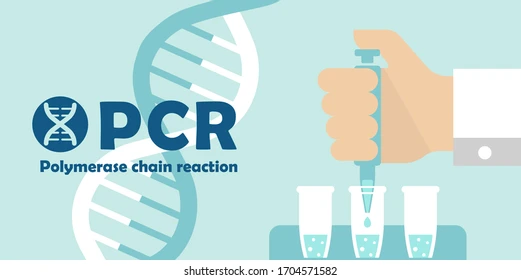 PCR
Polymerase chain reaction
shutterstock.com · 1704571582